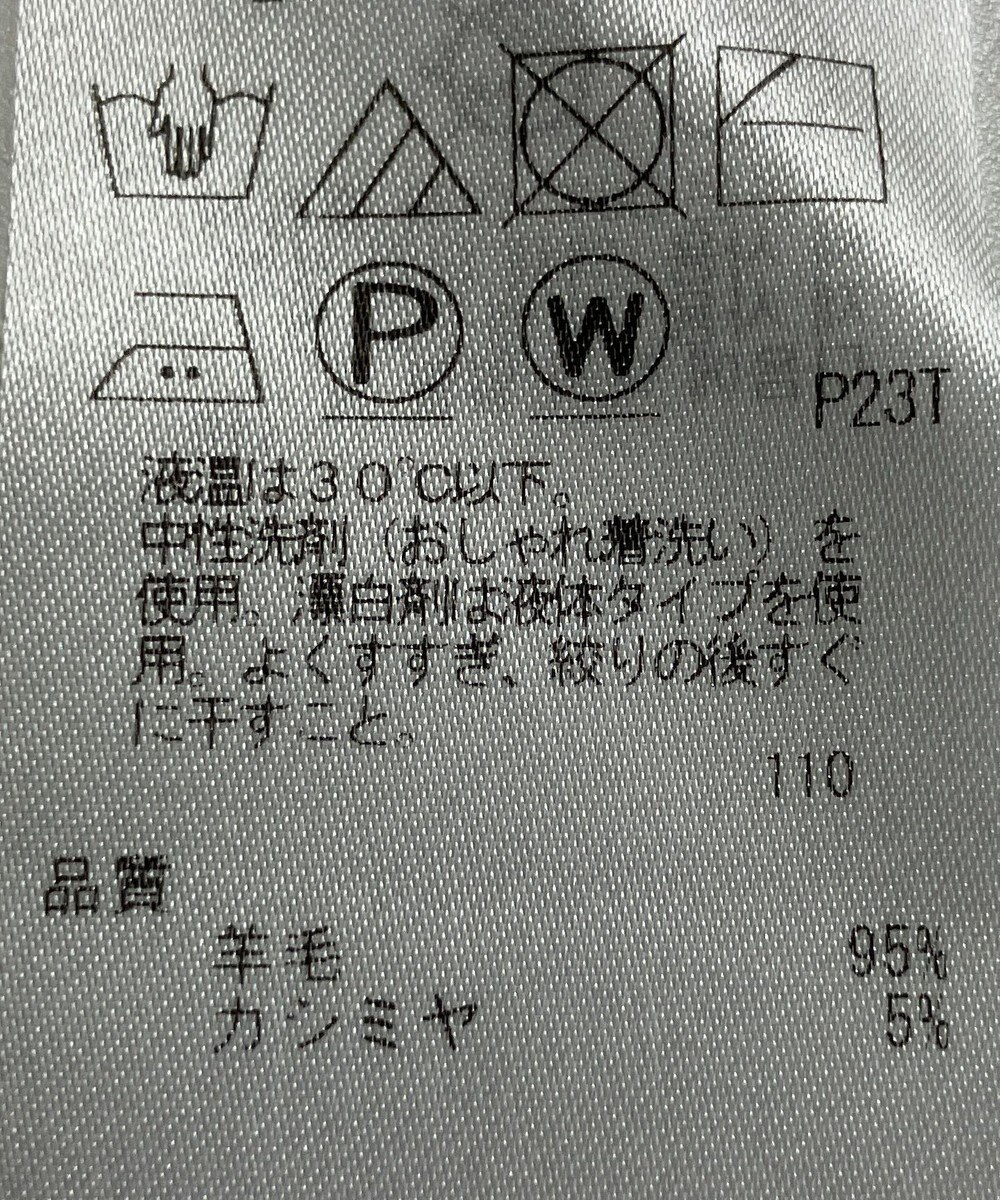 P
W
P23T
液温は30℃以下。
中性洗剤（おしゃれ着洗い）を
使用。漂白剤は液体タイプを使
用。よくすすぎ、絞りの後すぐ
に干すこと。
110
品質
羊毛 95%
カシミヤ 5%